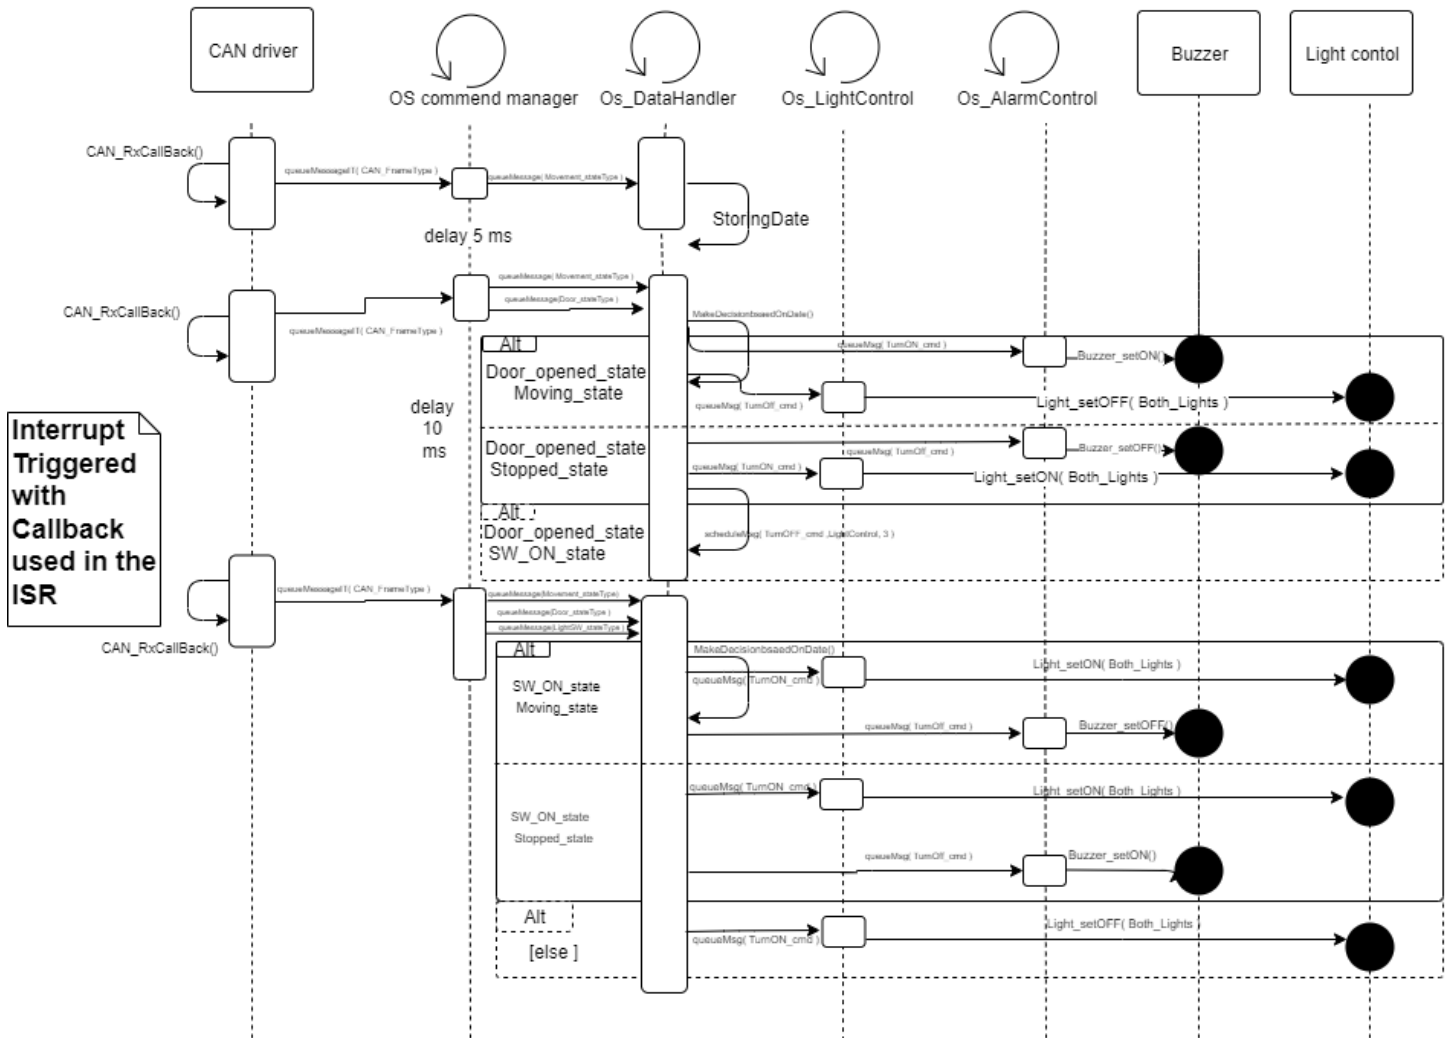 CAN driver
OS commend manager
Os_DataHandler
Os_LightControl
Os_AlarmControl
Buzzer
Light contol
CAN_RxCallBack()
queueMessageIT( CAN_FrameType )
queueMessage( Movement_stateType )
StoringDate
delay 5 ms
queueMessage( Movement_stateType )
queueMessage(Door_stateType )
CAN_RxCallBack()
queueMessageIT( CAN_FrameType )
MakeDecisionbsaedOnDate()
Alt
queueMsg( TurnON_cmd )
Buzzer_setON()
Door_opened_state
Moving_state
queueMsg( TurnOff_cmd )
Light_setOFF( Both_Lights )
delay
10
ms
Door_opened_state
Stopped_state
queueMsg( TurnOff_cmd )
Buzzer_setOFF()
queueMsg( TurnON_cmd )
Light_setON( Both_Lights )
Interrupt
Triggered
with
Callback
used in the
ISR
Alt
Door_opened_state
SW_ON_state
scheduleMsg( TurnOFF_cmd ,LightControl, 3 )
queueMessageIT( CAN_FrameType )
queueMessage(Movement_stateType)
queueMessage(Door_stateType )
queueMessage(LightSW_stateType )
CAN_RxCallBack()
Alt
MakeDecisionbsaedOnDate()
SW_ON_state
Moving_state
queueMsg( TurnON_cmd )
Light_setON( Both_Lights )
queueMsg( TurnOff_cmd )
Buzzer_setOFF()
queueMsg( TurnON_cmd )
Light_setON( Both_Lights )
SW_ON_state
Stopped_state
queueMsg( TurnOff_cmd )
Buzzer_setON()
Alt
[else ]
queueMsg( TurnON_cmd )
Light_setOFF( Both_Lights )